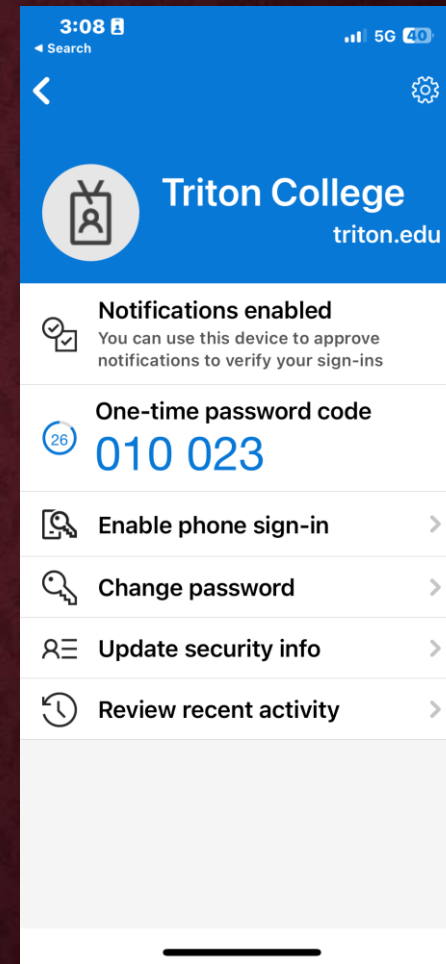 3:08
5G 40
Search
Triton College
triton.edu
Notifications enabled
You can use this device to approve
notifications to verify your sign-ins
One-time password code
26
010 023
Enable phone sign-in
Change password
Update security info
Review recent activity